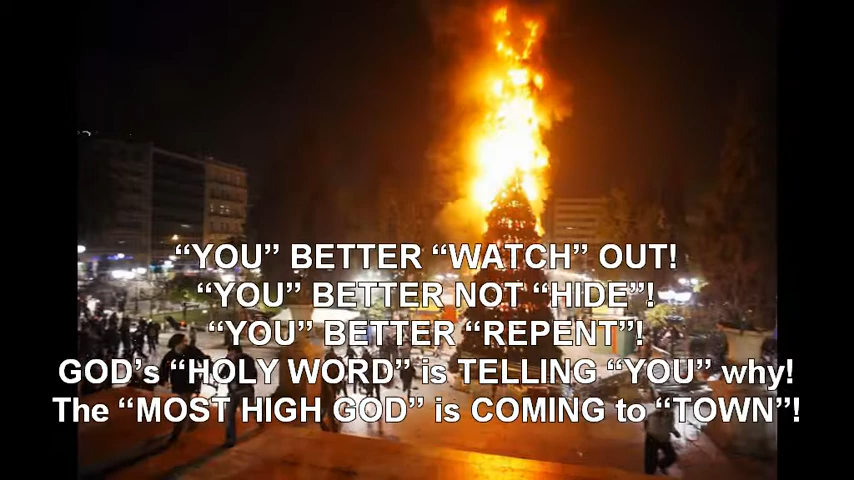 “YOU” BETTER “WATCH” OUT!
“YOU” BETTER NOT “HIDE”!
“YOU” BETTER “REPENT”!
GOD’s “HOLY WORD” is TELLING “YOU” why!
The “MOST HIGH GOD” is COMING to “TOWN”!